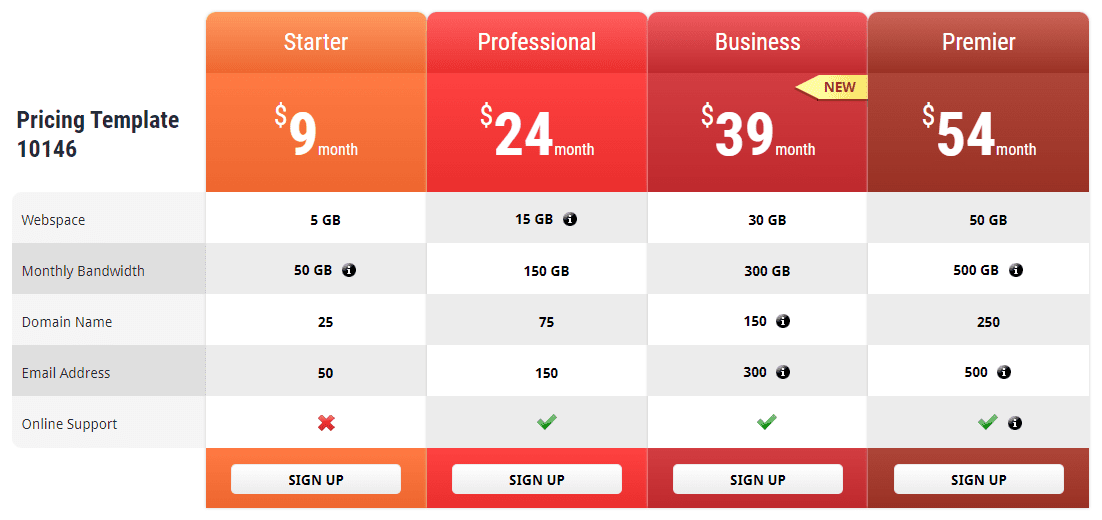 Starter Professional Business Premier
NEW
Pricing Template
10146
$9 month $24 month $39 month $54 month
Webspace 5 GB 15 GB 30 GB 50 GB
Monthly Bandwidth 50 GB 150 GB 300 GB 500 GB
Domain Name 25 75 150 250
Email Address 50 150 300 500
Online Support
SIGN UP SIGN UP SIGN UP SIGN UP